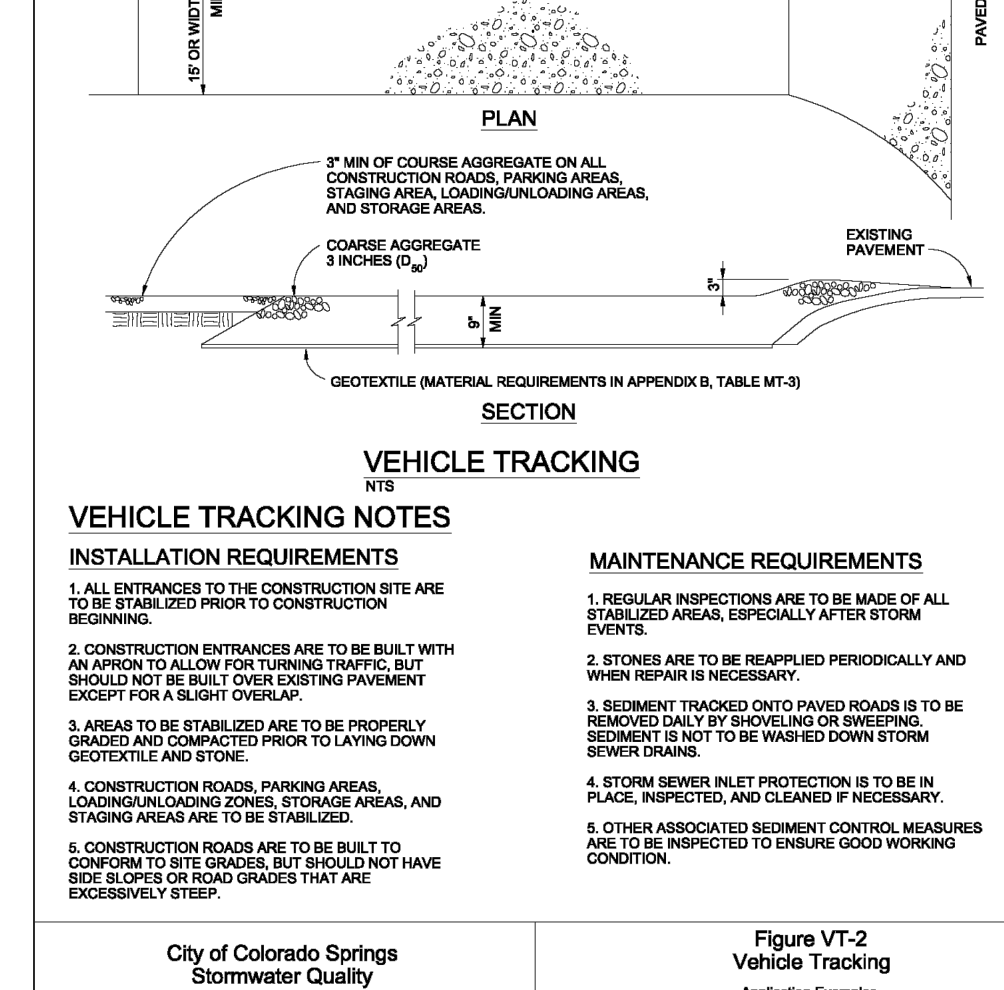 15' OR WIDT
PAVED
PLAN
3" MIN OF COURSE AGGREGATE ON ALL
CONSTRUCTION ROADS, PARKING AREAS,
STAGING AREA, LOADING/UNLOADING AREAS,
AND STORAGE AREAS.
COARSE AGGREGATE
3 INCHES (D50)
EXISTING
PAVEMENT
3"
9"
MIN
GEOTEXTILE (MATERIAL REQUIREMENTS IN APPENDIX B, TABLE MT-3)
SECTION
VEHICLE TRACKING
NTS
VEHICLE TRACKING NOTES
INSTALLATION REQUIREMENTS
1. ALL ENTRANCES TO THE CONSTRUCTION SITE ARE
TO BE STABILIZED PRIOR TO CONSTRUCTION
BEGINNING.
2. CONSTRUCTION ENTRANCES ARE TO BE BUILT WITH
AN APRON TO ALLOW FOR TURNING TRAFFIC, BUT
SHOULD NOT BE BUILT OVER EXISTING PAVEMENT
EXCEPT FOR A SLIGHT OVERLAP.
3. AREAS TO BE STABILIZED ARE TO BE PROPERLY
GRADED AND COMPACTED PRIOR TO LAYING DOWN
GEOTEXTILE AND STONE.
4. CONSTRUCTION ROADS, PARKING AREAS,
LOADING/UNLOADING ZONES, STORAGE AREAS, AND
STAGING AREAS ARE TO BE STABILIZED.
5. CONSTRUCTION ROADS ARE TO BE BUILT TO
CONFORM TO SITE GRADES, BUT SHOULD NOT HAVE
SIDE SLOPES OR ROAD GRADES THAT ARE
EXCESSIVELY STEEP.
MAINTENANCE REQUIREMENTS
1. REGULAR INSPECTIONS ARE TO BE MADE OF ALL
STABILIZED AREAS, ESPECIALLY AFTER STORM
EVENTS.
2. STONES ARE TO BE REAPPLIED PERIODICALLY AND
WHEN REPAIR IS NECESSARY.
3. SEDIMENT TRACKED ONTO PAVED ROADS IS TO BE
REMOVED DAILY BY SHOVELING OR SWEEPING.
SEDIMENT IS NOT TO BE WASHED DOWN STORM
SEWER DRAINS.
4. STORM SEWER INLET PROTECTION IS TO BE IN
PLACE, INSPECTED, AND CLEANED IF NECESSARY.
5. OTHER ASSOCIATED SEDIMENT CONTROL MEASURES
ARE TO BE INSPECTED TO ENSURE GOOD WORKING
CONDITION.
City of Colorado Springs
Stormwater Quality
Figure VT-2
Vehicle Tracking
Application Examples